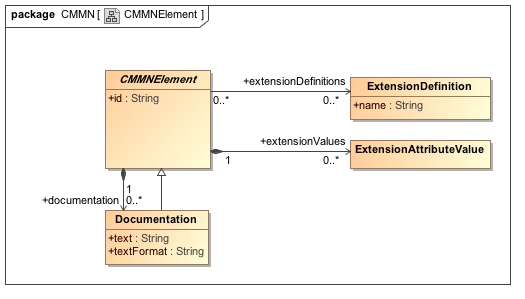 package CMMN [ CMMNElement ]
CMMNElement
+id : String
+extensionDefinitions
0..*
0..*
ExtensionDefinition
+name : String
+extensionValues
1
0..*
ExtensionAttributeValue
1
+documentation
0..*
Documentation
+text : String
+textFormat : String